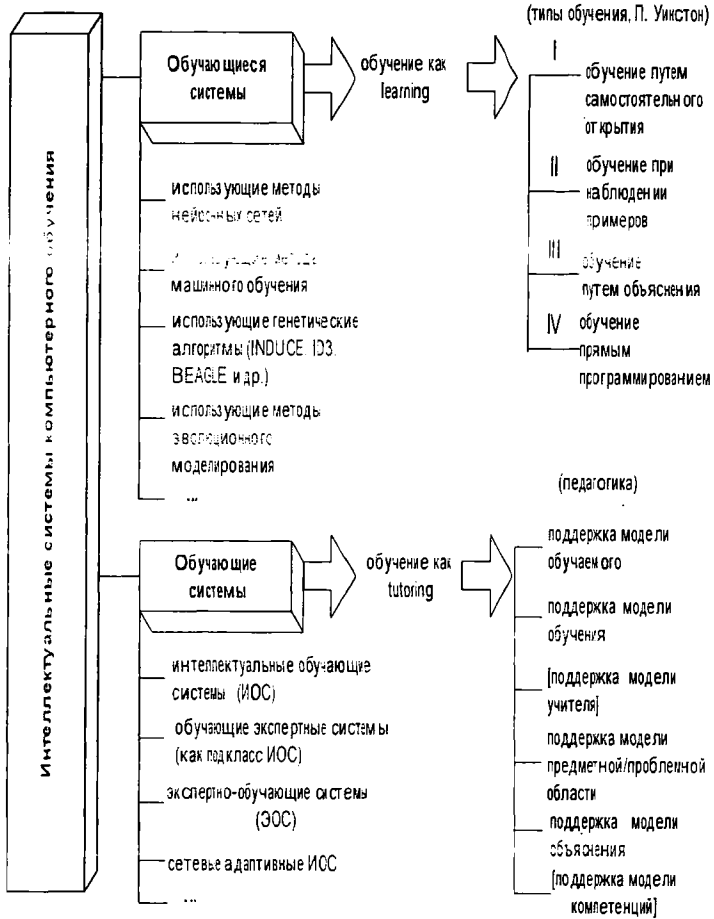 Интеллектуальные системы компьютерного обучения
Обучающиеся
системы
обучение как
learning
(типы обучения, П. Уинстон)
I
обучение путем
самостоятельного
открытия
II обучение при
наблюдении
примеров
III обучение
путем объяснения
IV обучение
прямым
программированием
использующие методы
нейронных сетей
использующие методы
машинного обучения
использующие генетические
алгоритмы (INDUCE, ID3,
BEAGLE и др.)
использующие методы
эволюционного
моделирования
...
Обучающие
системы
обучение как
tutoring
(педагогика)
поддержка модели
обучаемого
поддержка модели
обучения
[поддержка модели
учителя]
поддержка модели
предметной/проблемной
области
поддержка модели
объяснения
[поддержка модели
компетенций]
интеллектуальные обучающие
системы (ИОС)
обучающие экспертные системы
(как подкласс ИОС)
экспертно-обучающие системы
(ЭОС)
сетевые адаптивные ИОС
...